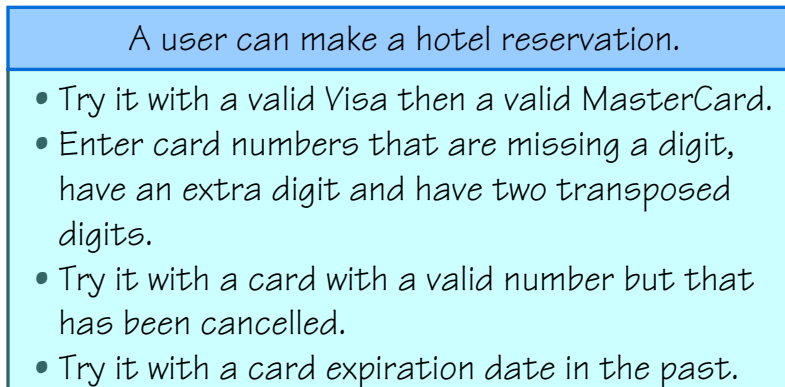 A user can make a hotel reservation.
• Try it with a valid Visa then a valid MasterCard.
• Enter card numbers that are missing a digit,
have an extra digit and have two transposed
digits.
• Try it with a card with a valid number but that
has been cancelled.
• Try it with a card expiration date in the past.